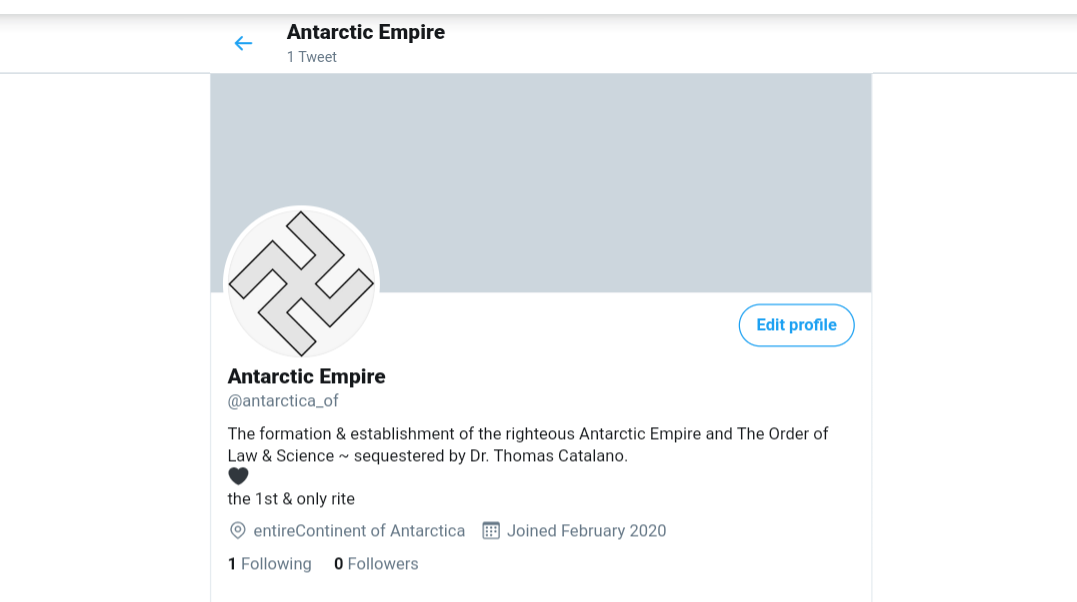 Antarctic Empire
1 Tweet
Edit profile
Antarctic Empire
@antarctica_of
The formation & establishment of the righteous Antarctic Empire and The Order of
Law & Science ~ sequestered by Dr. Thomas Catalano.
🖤
the 1st & only rite
entireContinent of Antarctica Joined February 2020
1 Following 0 Followers